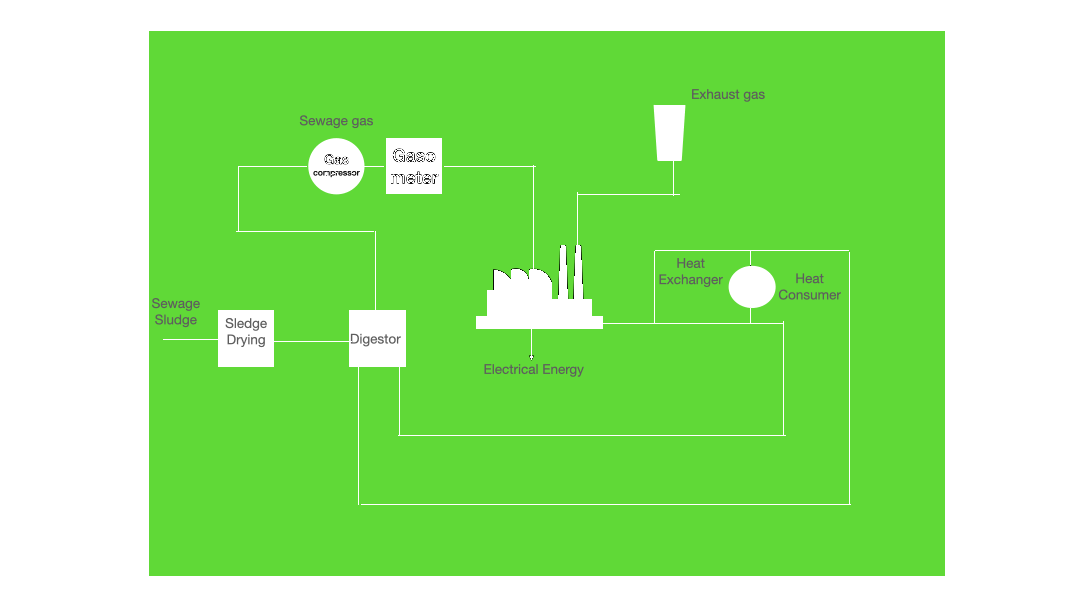 Exhaust gas
Sewage gas
Gas
compressor
Gaso
meter
Heat
Exchanger
Heat
Consumer
Sewage
Sludge
Sledge
Drying
Digestor
Electrical Energy